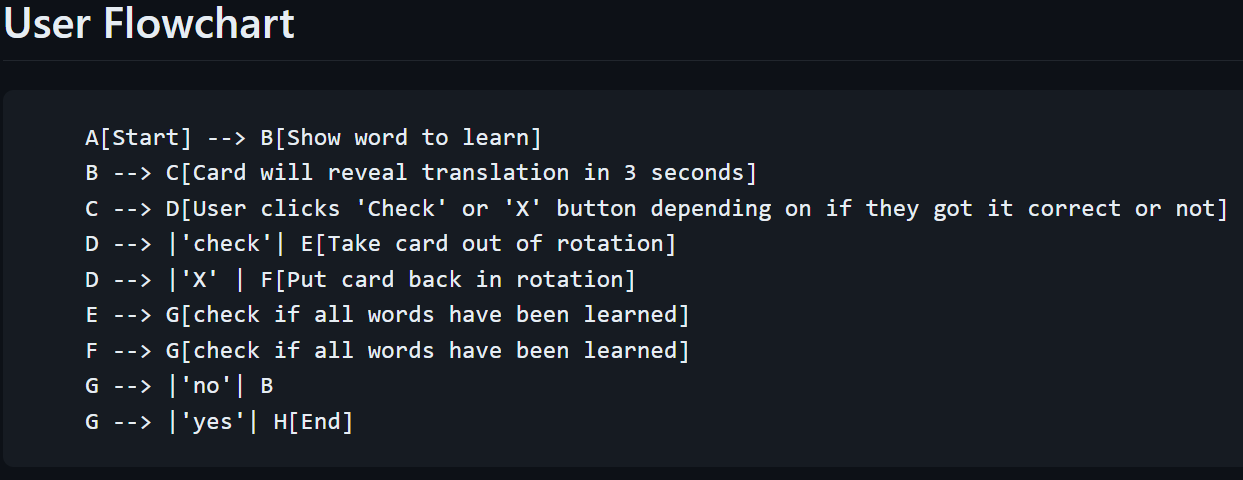 User Flowchart
A[Start] --> B[Show word to learn]
B --> C[Card will reveal translation in 3 seconds]
C --> D[User clicks 'Check' or 'X' button depending on if they got it correct or not]
D --> |'check'| E[Take card out of rotation]
D --> |'X' | F[Put card back in rotation]
E --> G[check if all words have been learned]
F --> G[check if all words have been learned]
G --> |'no'| B
G --> |'yes'| H[End]